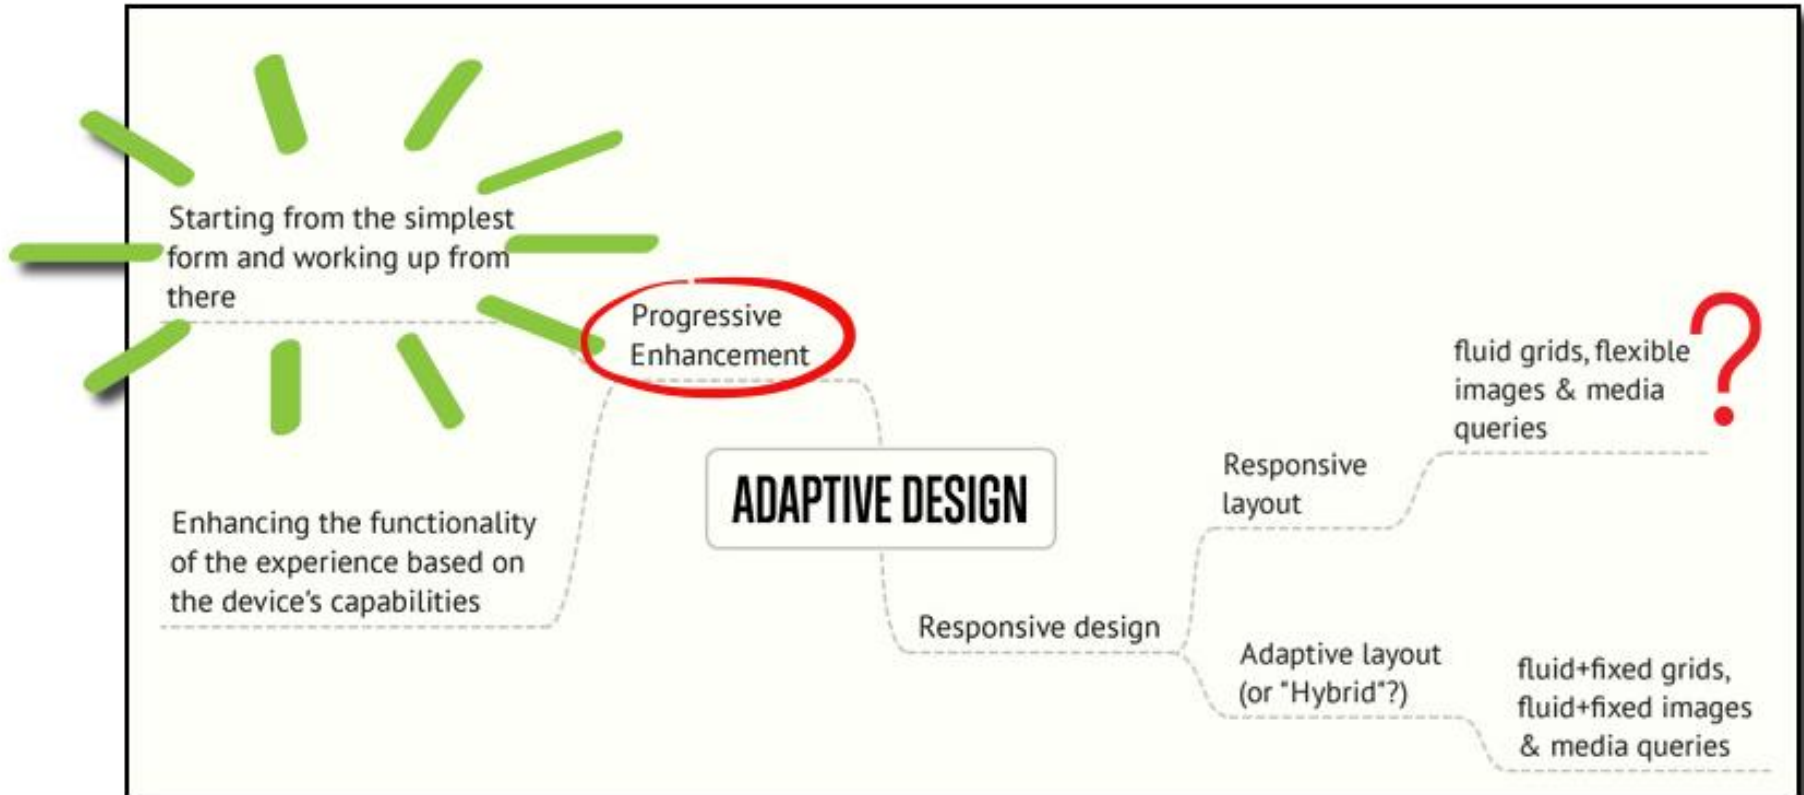 Starting from the simplest
form and working up from
there
Progressive
Enhancement
Enhancing the functionality
of the experience based on
the device's capabilities
ADAPTIVE DESIGN
Responsive design
Responsive
layout
fluid grids, flexible
images & media
queries
?
Adaptive layout
(or "Hybrid"?)
fluid+fixed grids,
fluid+fixed images
& media queries